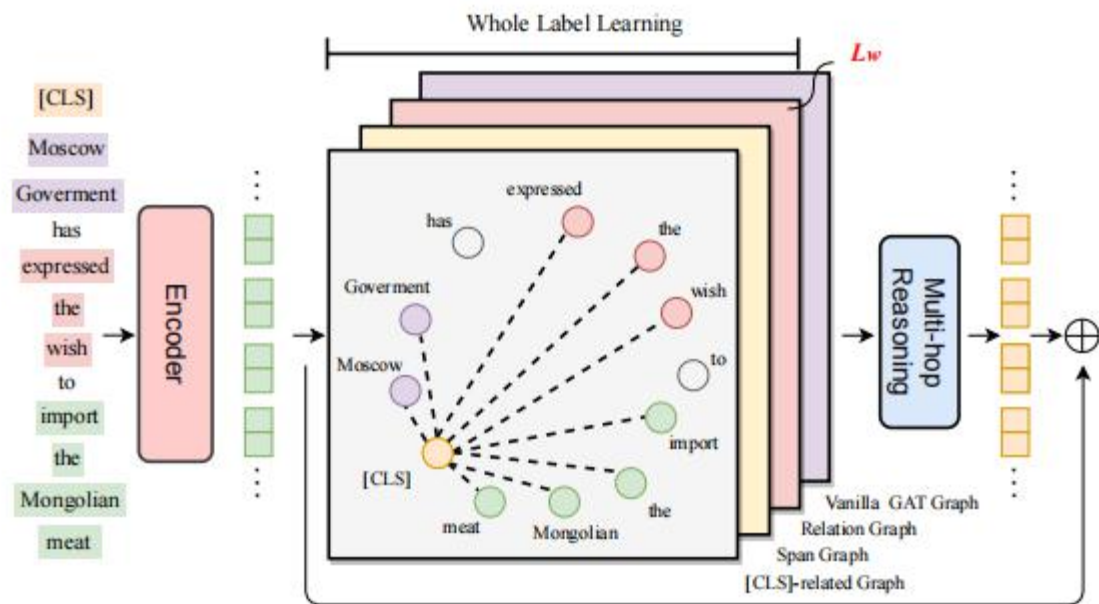 Whole Label Learning
Lw
[CLS]
Moscow
Goverment
has
expressed
the
wish
to
import
the
Mongolian
meat
Encoder
expressed
has
the
Goverment
wish
Moscow
to
import
[CLS]
the
meat
Mongolian
Multi-hop
Reasoning
Vanilla GAT Graph
Relation Graph
Span Graph
[CLS]-related Graph